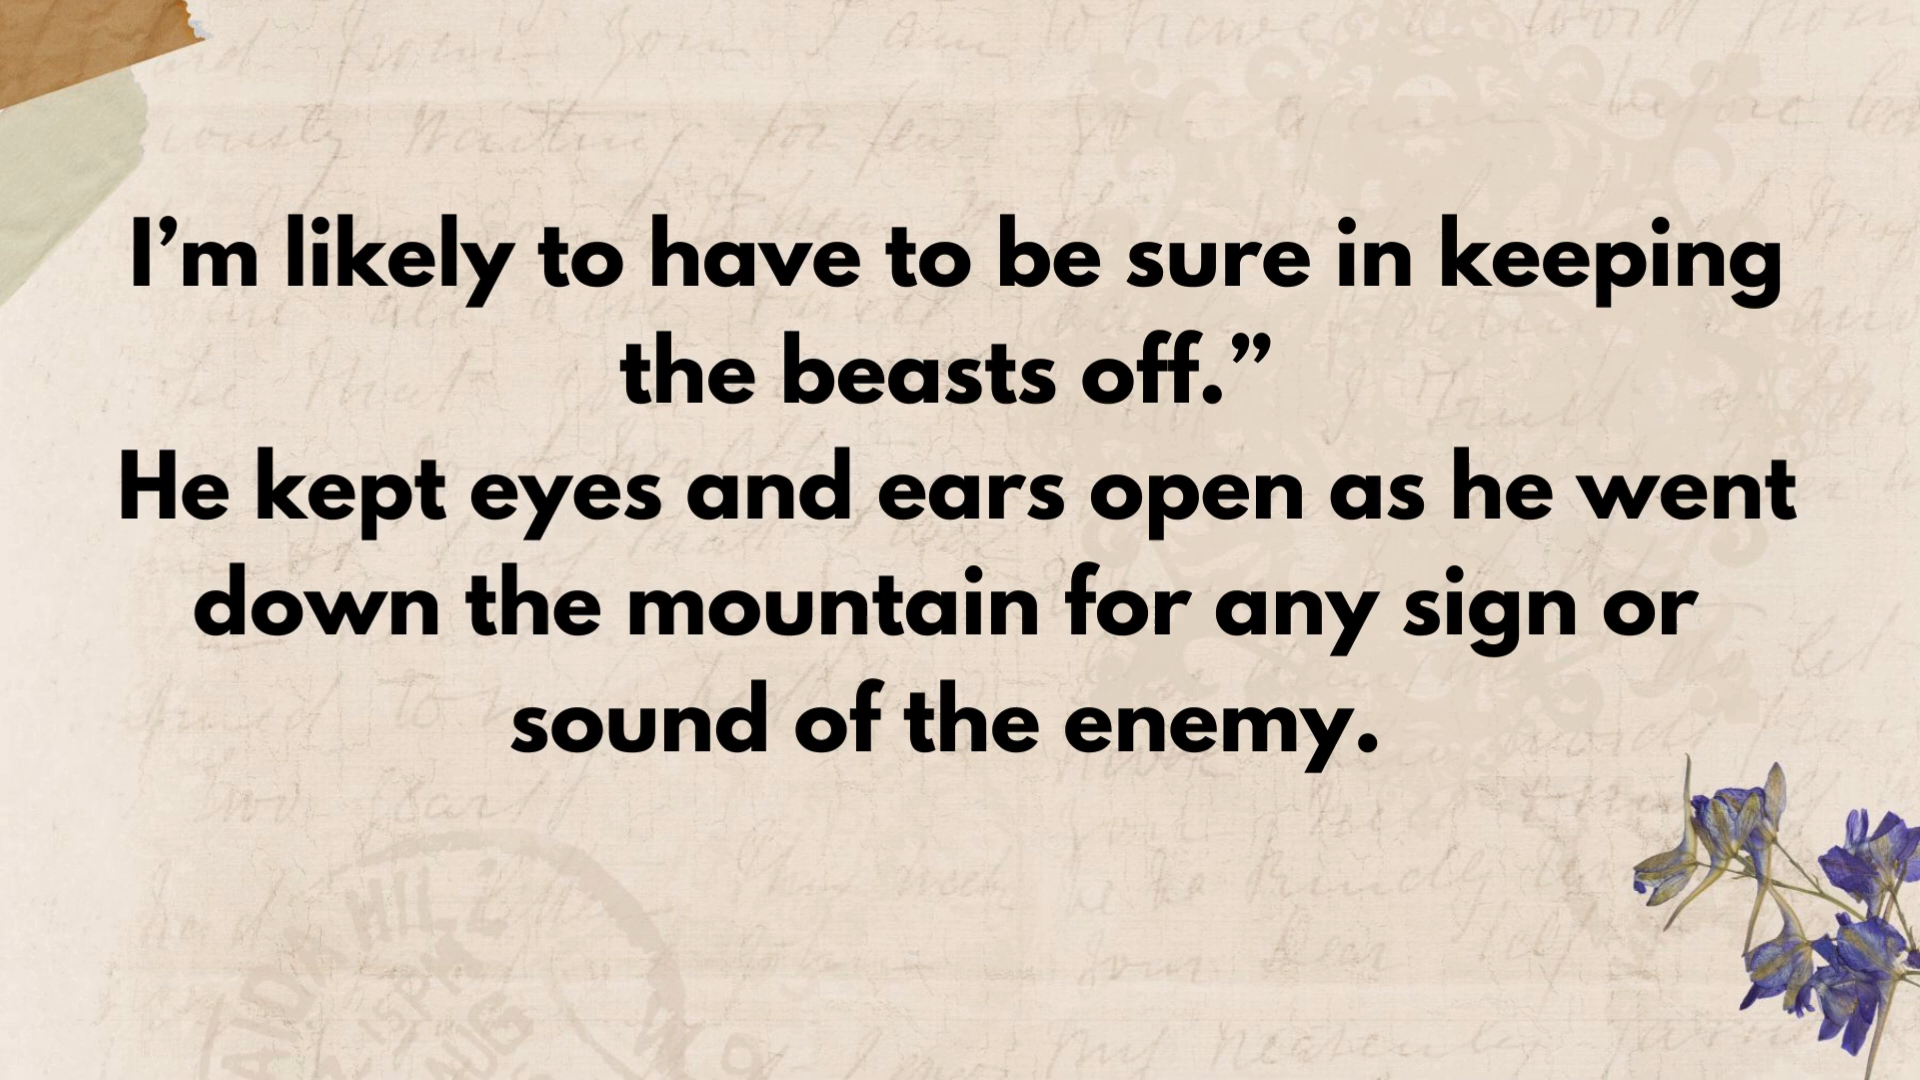 I’m likely to have to be sure in keeping
the beasts off.”
He kept eyes and ears open as he went
down the mountain for any sign or
sound of the enemy.